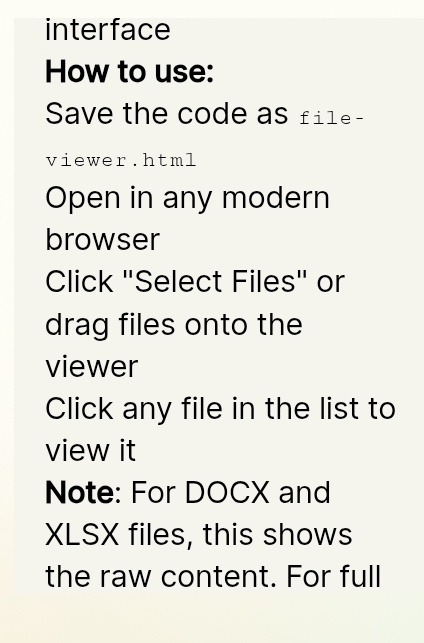 interface
How to use:
Save the code as file-
viewer.html
Open in any modern
browser
Click "Select Files" or
drag files onto the
viewer
Click any file in the list to
view it
Note: For DOCX and
XLSX files, this shows
the raw content. For full